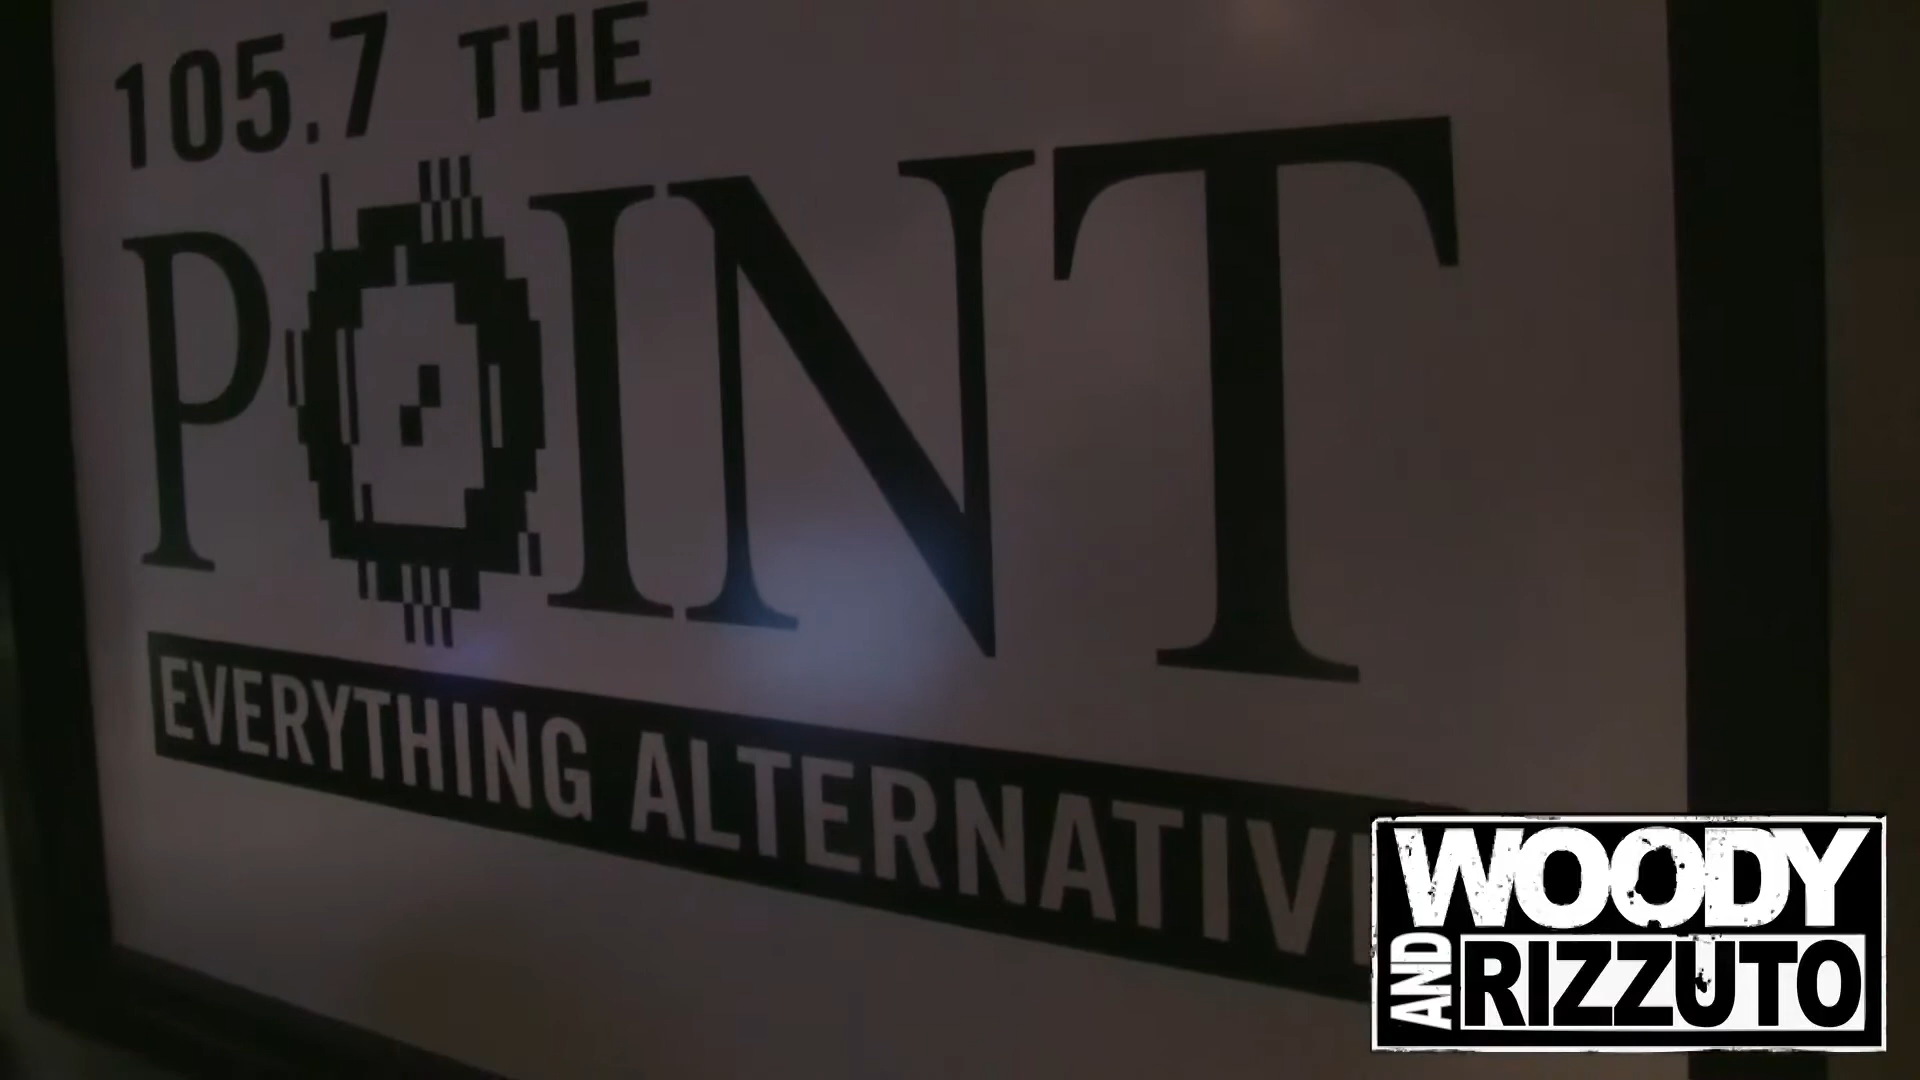 105.7 THE
POINT
EVERYTHING ALTERNATIV
WOODY
AND RIZZUTO